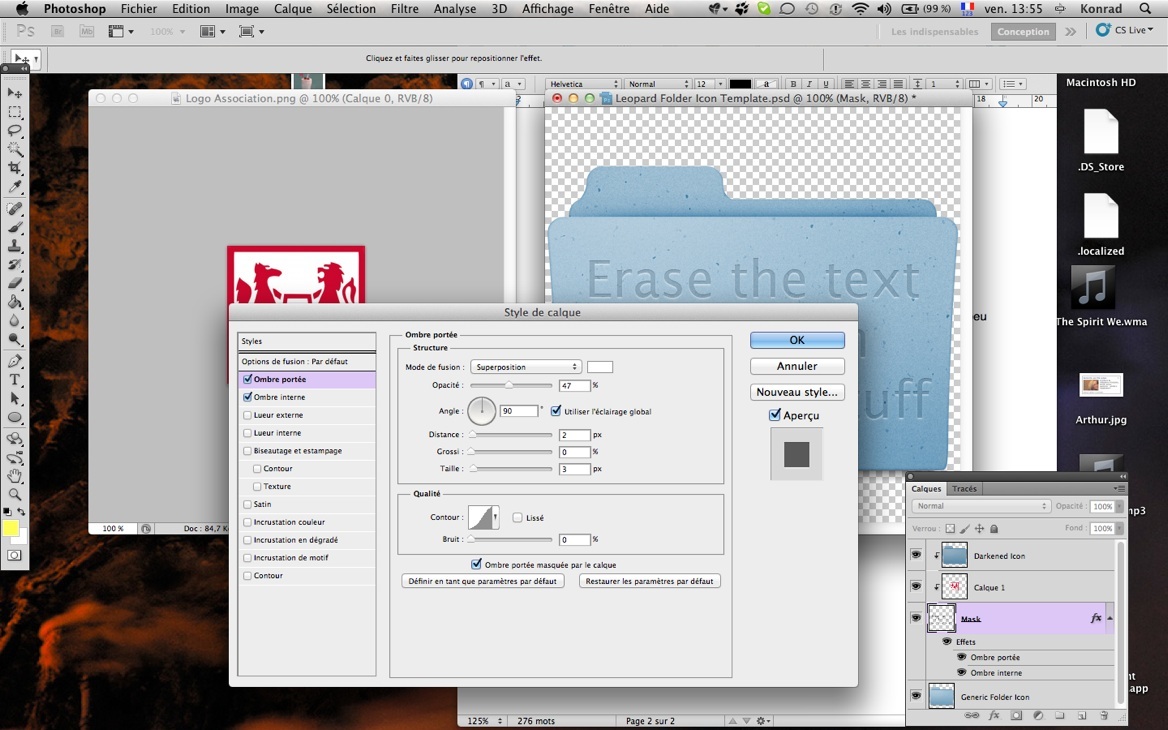 Photoshop Fichier Edition Image Calque Sélection Filtre Analyse 3D Affichage Fenêtre Aide (99 %) ven. 13:55 Konrad
Ps Br Mb 100% Les indispensables Conception CS Live
Cliquez et faites glisser pour repositionner l'effet.
Helvetica Normal 12 a B I U 1
Logo Association.png @ 100% (Calque 0, RVB/8)
Leopard Folder Icon Template.psd @ 100% (Mask, RVB/8) *
18 20
Macintosh HD
.DS_Store
.localized
The Spirit We.wma
Arthur.jpg
mp3
nt
.app
Erase the text
uff
eu
100 % Doc : 84,7 K
Style de calque
Styles
Options de fusion : Par défaut
Ombre portée
Ombre interne
Lueur externe
Lueur interne
Biseautage et estampage
Contour
Texture
Satin
Incrustation couleur
Incrustation en dégradé
Incrustation de motif
Contour
Ombre portée
Structure
Mode de fusion : Superposition
Opacité : 47 %
Angle : 90 ° Utiliser l'éclairage global
Distance : 2 px
Grossi : 0 %
Taille : 3 px
Qualité
Contour : Lissé
Bruit : 0 %
Ombre portée masquée par le calque
Définir en tant que paramètres par défaut
Restaurer les paramètres par défaut
OK
Annuler
Nouveau style...
Aperçu
Calques Tracés
Normal Opacité : 100%
Verrou : Fond : 100%
Darkened Icon
Calque 1
Mask fx
Effets
Ombre portée
Ombre interne
Generic Folder Icon
fx
125% 276 mots Page 2 sur 2